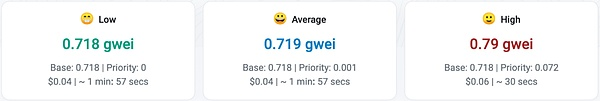 😁 Low
0.718 gwei
Base: 0.718 | Priority: 0
$0.04 | ~ 1 min: 57 secs
😀 Average
0.719 gwei
Base: 0.718 | Priority: 0.001
$0.04 | ~ 1 min: 57 secs
🙂 High
0.79 gwei
Base: 0.718 | Priority: 0.072
$0.06 | ~ 30 secs